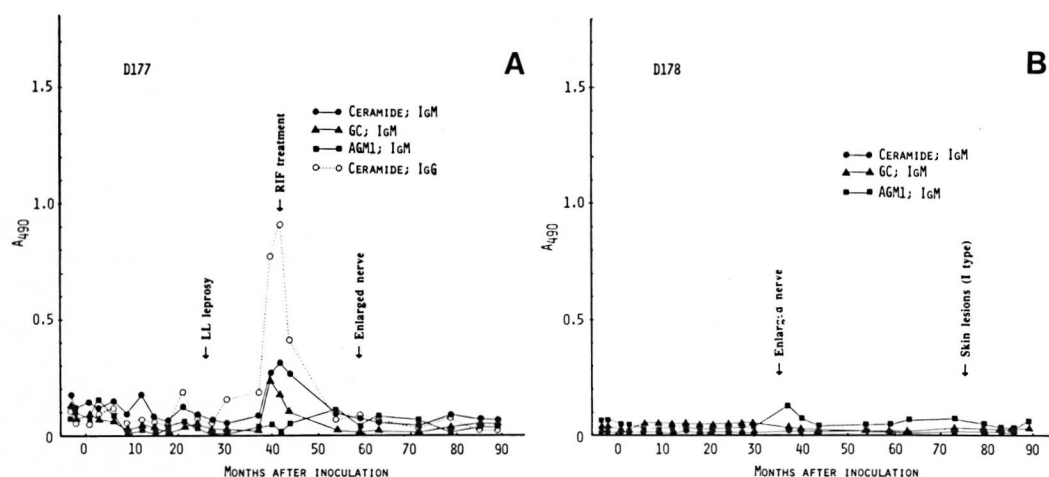 A
D177
1.5
1.0
0.5
0
A490
CERAMIDE; IGM
GC; IGM
AGM1; IGM
CERAMIDE; IGG
LL leprosy
RIF treatment
Enlarged nerve
0 10 20 30 40 50 60 70 80 90
MONTHS AFTER INOCULATION
B
D178
1.5
1.0
0.5
0
CERAMIDE; IGM
GC; IGM
AGM1; IGM
Enlarged nerve
Skin lesions (I type)
0 10 20 30 40 50 60 70 80 90
MONTHS AFTER INOCULATION